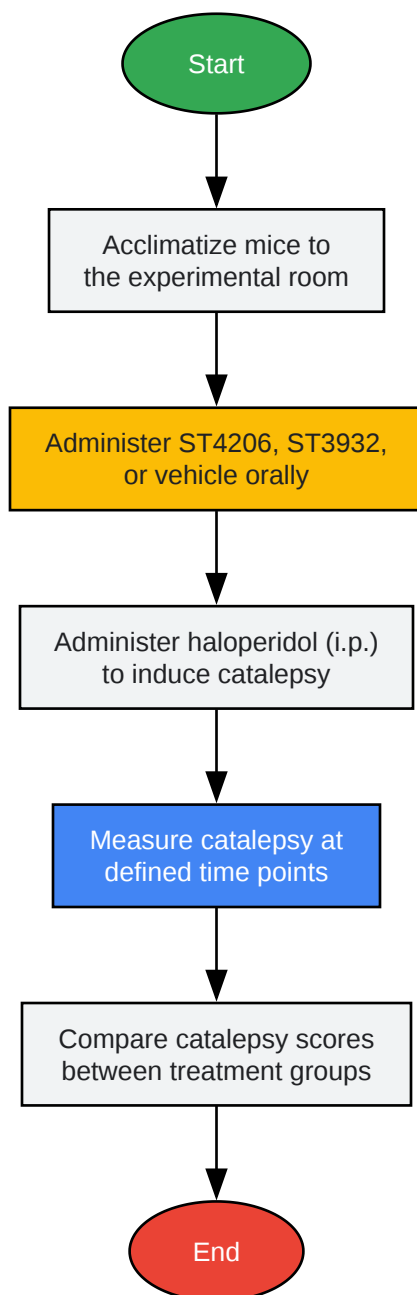 Start
Acclimatize mice to
the experimental room
Administer ST4206, ST3932,
or vehicle orally
Administer haloperidol (i.p.)
to induce catalepsy
Measure catalepsy at
defined time points
Compare catalepsy scores
between treatment groups
End